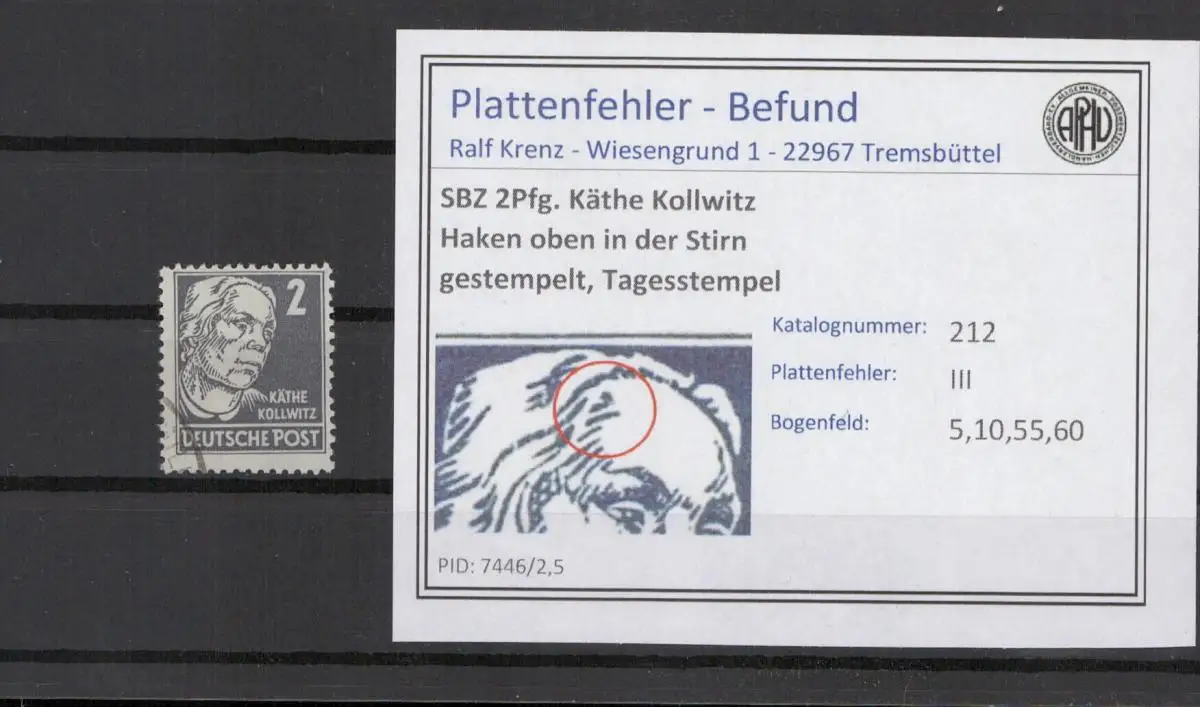 2
KÄTHE
KOLLWITZ
DEUTSCHE POST
Plattenfehler - Befund
Ralf Krenz - Wiesengrund 1 - 22967 Tremsbüttel
APHV
SBZ 2Pfg. Käthe Kollwitz
Haken oben in der Stirn
gestempelt, Tagesstempel
Katalognummer: 212
Plattenfehler: III
Bogenfeld: 5,10,55,60
PID: 7446/2,5